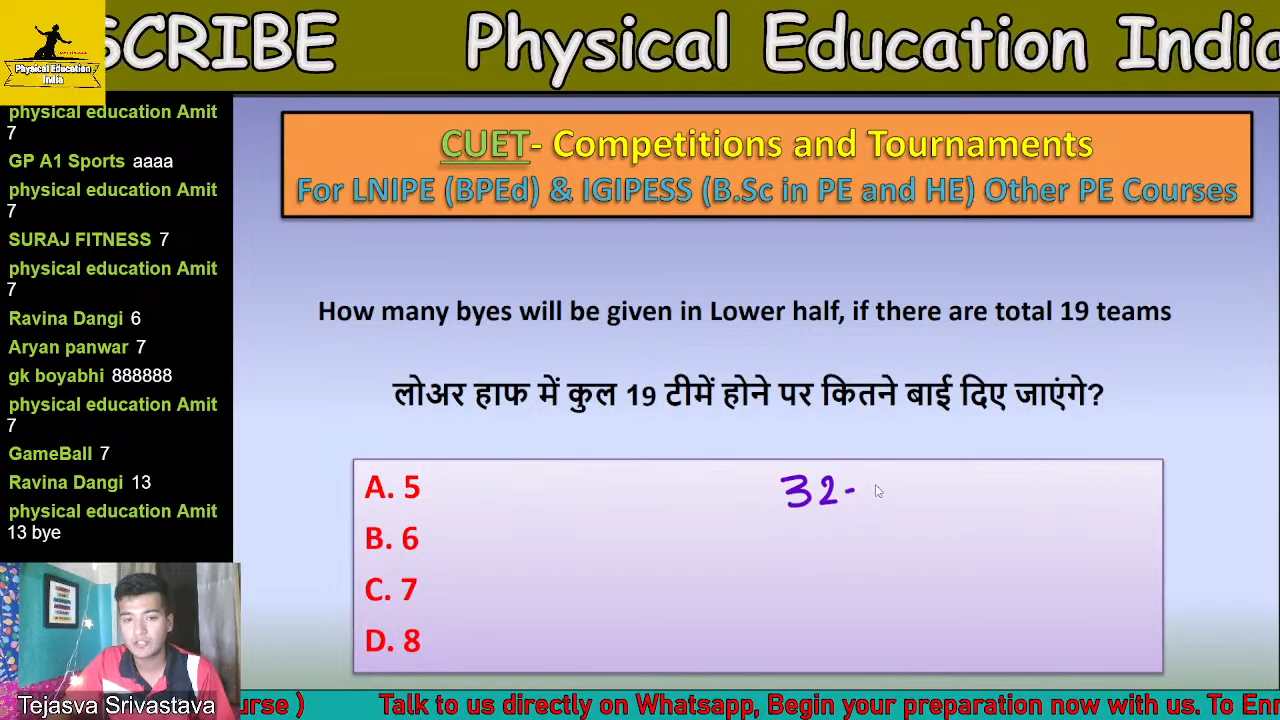 SCRIBE Physical Education India
Physical Education
India
physical education Amit
7
GP A1 Sports aaaa
physical education Amit
7
SURAJ FITNESS 7
physical education Amit
7
Ravina Dangi 6
Aryan panwar 7
gk boyabhi 888888
physical education Amit
7
GameBall 7
Ravina Dangi 13
physical education Amit
13 bye
CUET- Competitions and Tournaments
For LNIPE (BPEd) & IGIPESS (B.Sc in PE and HE) Other PE Courses
How many byes will be given in Lower half, if there are total 19 teams
लोअर हाफ में कुल 19 टीमें होने पर कितने बाई दिए जाएंगे?
A. 5
B. 6
C. 7
D. 8
32-
Tejasva Srivastava
urse ) Talk to us directly on Whatsapp, Begin your preparation now with us. To En